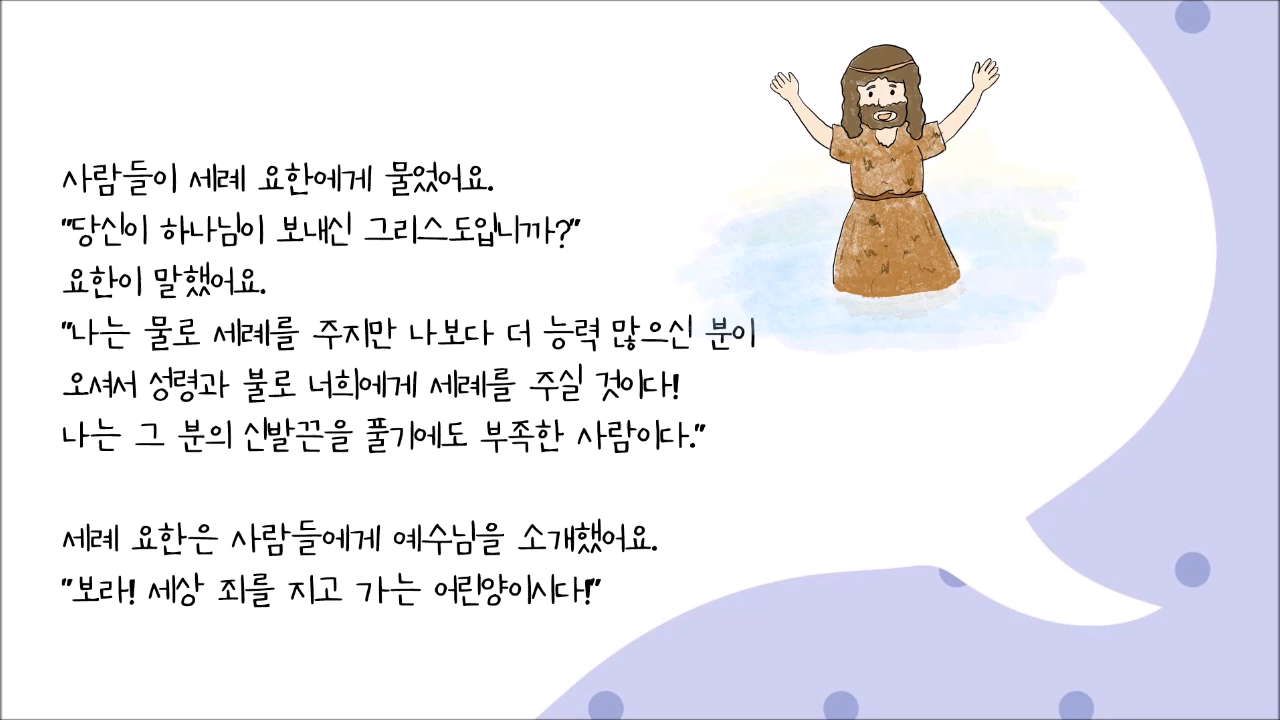 사람들이 세례 요한에게 물었어요.
"당신이 하나님이 보내신 그리스도입니까?"
요한이 말했어요.
"나는 물로 세례를 주지만 나보다 더 능력 많으신 분이
오셔서 성령과 불로 너희에게 세례를 주실 것이다!
나는 그 분의 신발끈을 풀기에도 부족한 사람이다."
세례 요한은 사람들에게 예수님을 소개했어요.
"보라! 세상 죄를 지고 가는 어린양이시다!"